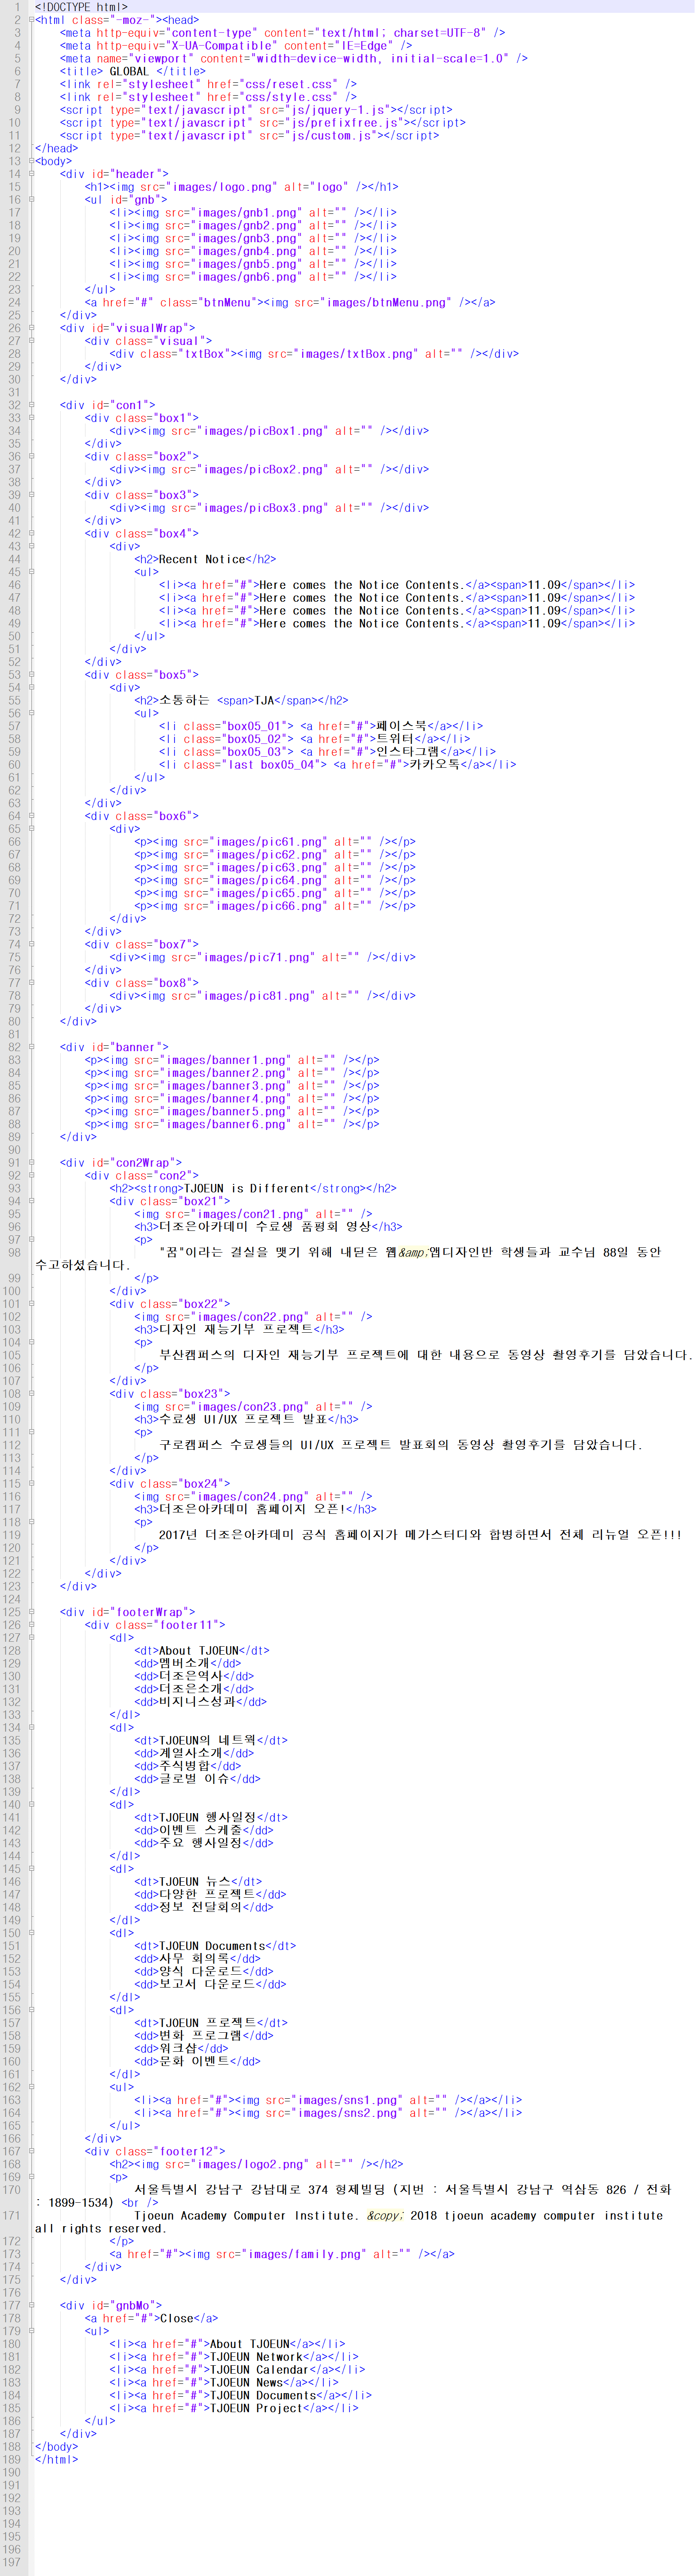 1 <!DOCTYPE html>
2 <html class="-moz-"><head>
3 <meta http-equiv="content-type" content="text/html; charset=UTF-8" />
4 <meta http-equiv="X-UA-Compatible" content="IE=Edge" />
5 <meta name="viewport" content="width=device-width, initial-scale=1.0" />
6 <title> GLOBAL </title>
7 <link rel="stylesheet" href="css/reset.css" />
8 <link rel="stylesheet" href="css/style.css" />
9 <script type="text/javascript" src="js/jquery-1.js"></script>
10 <script type="text/javascript" src="js/prefixfree.js"></script>
11 <script type="text/javascript" src="js/custom.js"></script>
12 </head>
13 <body>
14 <div id="header">
15 <h1><img src="images/logo.png" alt="logo" /></h1>
16 <ul id="gnb">
17 <li><img src="images/gnb1.png" alt="" /></li>
18 <li><img src="images/gnb2.png" alt="" /></li>
19 <li><img src="images/gnb3.png" alt="" /></li>
20 <li><img src="images/gnb4.png" alt="" /></li>
21 <li><img src="images/gnb5.png" alt="" /></li>
22 <li><img src="images/gnb6.png" alt="" /></li>
23 </ul>
24 <a href="#" class="btnMenu"><img src="images/btnMenu.png" /></a>
25 </div>
26 <div id="visualWrap">
27 <div class="visual">
28 <div class="txtBox"><img src="images/txtBox.png" alt="" /></div>
29 </div>
30 </div>
31
32 <div id="con1">
33 <div class="box1">
34 <div><img src="images/picBox1.png" alt="" /></div>
35 </div>
36 <div class="box2">
37 <div><img src="images/picBox2.png" alt="" /></div>
38 </div>
39 <div class="box3">
40 <div><img src="images/picBox3.png" alt="" /></div>
41 </div>
42 <div class="box4">
43 <div>
44 <h2>Recent Notice</h2>
45 <ul>
46 <li><a href="#">Here comes the Notice Contents.</a><span>11.09</span></li>
47 <li><a href="#">Here comes the Notice Contents.</a><span>11.09</span></li>
48 <li><a href="#">Here comes the Notice Contents.</a><span>11.09</span></li>
49 <li><a href="#">Here comes the Notice Contents.</a><span>11.09</span></li>
50 </ul>
51 </div>
52 </div>
53 <div class="box5">
54 <div>
55 <h2>소통하는 <span>TJA</span></h2>
56 <ul>
57 <li class="box05_01"> <a href="#">페이스북</a></li>
58 <li class="box05_02"> <a href="#">트위터</a></li>
59 <li class="box05_03"> <a href="#">인스타그램</a></li>
60 <li class="last box05_04"> <a href="#">카카오톡</a></li>
61 </ul>
62 </div>
63 </div>
64 <div class="box6">
65 <div>
66 <p><img src="images/pic61.png" alt="" /></p>
67 <p><img src="images/pic62.png" alt="" /></p>
68 <p><img src="images/pic63.png" alt="" /></p>
69 <p><img src="images/pic64.png" alt="" /></p>
70 <p><img src="images/pic65.png" alt="" /></p>
71 <p><img src="images/pic66.png" alt="" /></p>
72 </div>
73 </div>
74 <div class="box7">
75 <div><img src="images/pic71.png" alt="" /></div>
76 </div>
77 <div class="box8">
78 <div><img src="images/pic81.png" alt="" /></div>
79 </div>
80 </div>
81
82 <div id="banner">
83 <p><img src="images/banner1.png" alt="" /></p>
84 <p><img src="images/banner2.png" alt="" /></p>
85 <p><img src="images/banner3.png" alt="" /></p>
86 <p><img src="images/banner4.png" alt="" /></p>
87 <p><img src="images/banner5.png" alt="" /></p>
88 <p><img src="images/banner6.png" alt="" /></p>
89 </div>
90
91 <div id="con2Wrap">
92 <div class="con2">
93 <h2><strong>TJOEUN is Different</strong></h2>
94 <div class="box21">
95 <img src="images/con21.png" alt="" />
96 <h3>더조은아카데미 수료생 품평회 영상</h3>
97 <p>
98 "꿈"이라는 결실을 맺기 위해 내딛은 웹&amp;앱디자인반 학생들과 교수님 88일 동안
수고하셨습니다.
99 </p>
100 </div>
101 <div class="box22">
102 <img src="images/con22.png" alt="" />
103 <h3>디자인 재능기부 프로젝트</h3>
104 <p>
105 부산캠퍼스의 디자인 재능기부 프로젝트에 대한 내용으로 동영상 촬영후기를 담았습니다.
106 </p>
107 </div>
108 <div class="box23">
109 <img src="images/con23.png" alt="" />
110 <h3>수료생 UI/UX 프로젝트 발표</h3>
111 <p>
112 구로캠퍼스 수료생들의 UI/UX 프로젝트 발표회의 동영상 촬영후기를 담았습니다.
113 </p>
114 </div>
115 <div class="box24">
116 <img src="images/con24.png" alt="" />
117 <h3>더조은아카데미 홈페이지 오픈!</h3>
118 <p>
119 2017년 더조은아카데미 공식 홈페이지가 메가스터디와 합병하면서 전체 리뉴얼 오픈!!!
120 </p>
121 </div>
122 </div>
123 </div>
124
125 <div id="footerWrap">
126 <div class="footer11">
127 <dl>
128 <dt>About TJOEUN</dt>
129 <dd>멤버소개</dd>
130 <dd>더조은역사</dd>
131 <dd>더조은소개</dd>
132 <dd>비지니스성과</dd>
133 </dl>
134 <dl>
135 <dt>TJOEUN의 네트웍</dt>
136 <dd>계열사소개</dd>
137 <dd>주식병합</dd>
138 <dd>글로벌 이슈</dd>
139 </dl>
140 <dl>
141 <dt>TJOEUN 행사일정</dt>
142 <dd>이벤트 스케줄</dd>
143 <dd>주요 행사일정</dd>
144 </dl>
145 <dl>
146 <dt>TJOEUN 뉴스</dt>
147 <dd>다양한 프로젝트</dd>
148 <dd>정보 전달회의</dd>
149 </dl>
150 <dl>
151 <dt>TJOEUN Documents</dt>
152 <dd>사무 회의록</dd>
153 <dd>양식 다운로드</dd>
154 <dd>보고서 다운로드</dd>
155 </dl>
156 <dl>
157 <dt>TJOEUN 프로젝트</dt>
158 <dd>변화 프로그램</dd>
159 <dd>워크샵</dd>
160 <dd>문화 이벤트</dd>
161 </dl>
162 <ul>
163 <li><a href="#"><img src="images/sns1.png" alt="" /></a></li>
164 <li><a href="#"><img src="images/sns2.png" alt="" /></a></li>
165 </ul>
166 </div>
167 <div class="footer12">
168 <h2><img src="images/logo2.png" alt="" /></h2>
169 <p>
170 서울특별시 강남구 강남대로 374 형제빌딩 (지번 : 서울특별시 강남구 역삼동 826 / 전화
: 1899-1534) <br />
171 Tjoeun Academy Computer Institute. &copy; 2018 tjoeun academy computer institute
all rights reserved.
172 </p>
173 <a href="#"><img src="images/family.png" alt="" /></a>
174 </div>
175 </div>
176
177 <div id="gnbMo">
178 <a href="#">Close</a>
179 <ul>
180 <li><a href="#">About TJOEUN</a></li>
181 <li><a href="#">TJOEUN Network</a></li>
182 <li><a href="#">TJOEUN Calendar</a></li>
183 <li><a href="#">TJOEUN News</a></li>
184 <li><a href="#">TJOEUN Documents</a></li>
185 <li><a href="#">TJOEUN Project</a></li>
186 </ul>
187 </div>
188 </body>
189 </html>
190
191
192
193
194
195
196
197